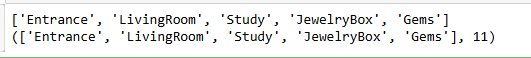 ['Entrance', 'LivingRoom', 'Study', 'JewelryBox', 'Gems']
(['Entrance', 'LivingRoom', 'Study', 'JewelryBox', 'Gems'], 11)